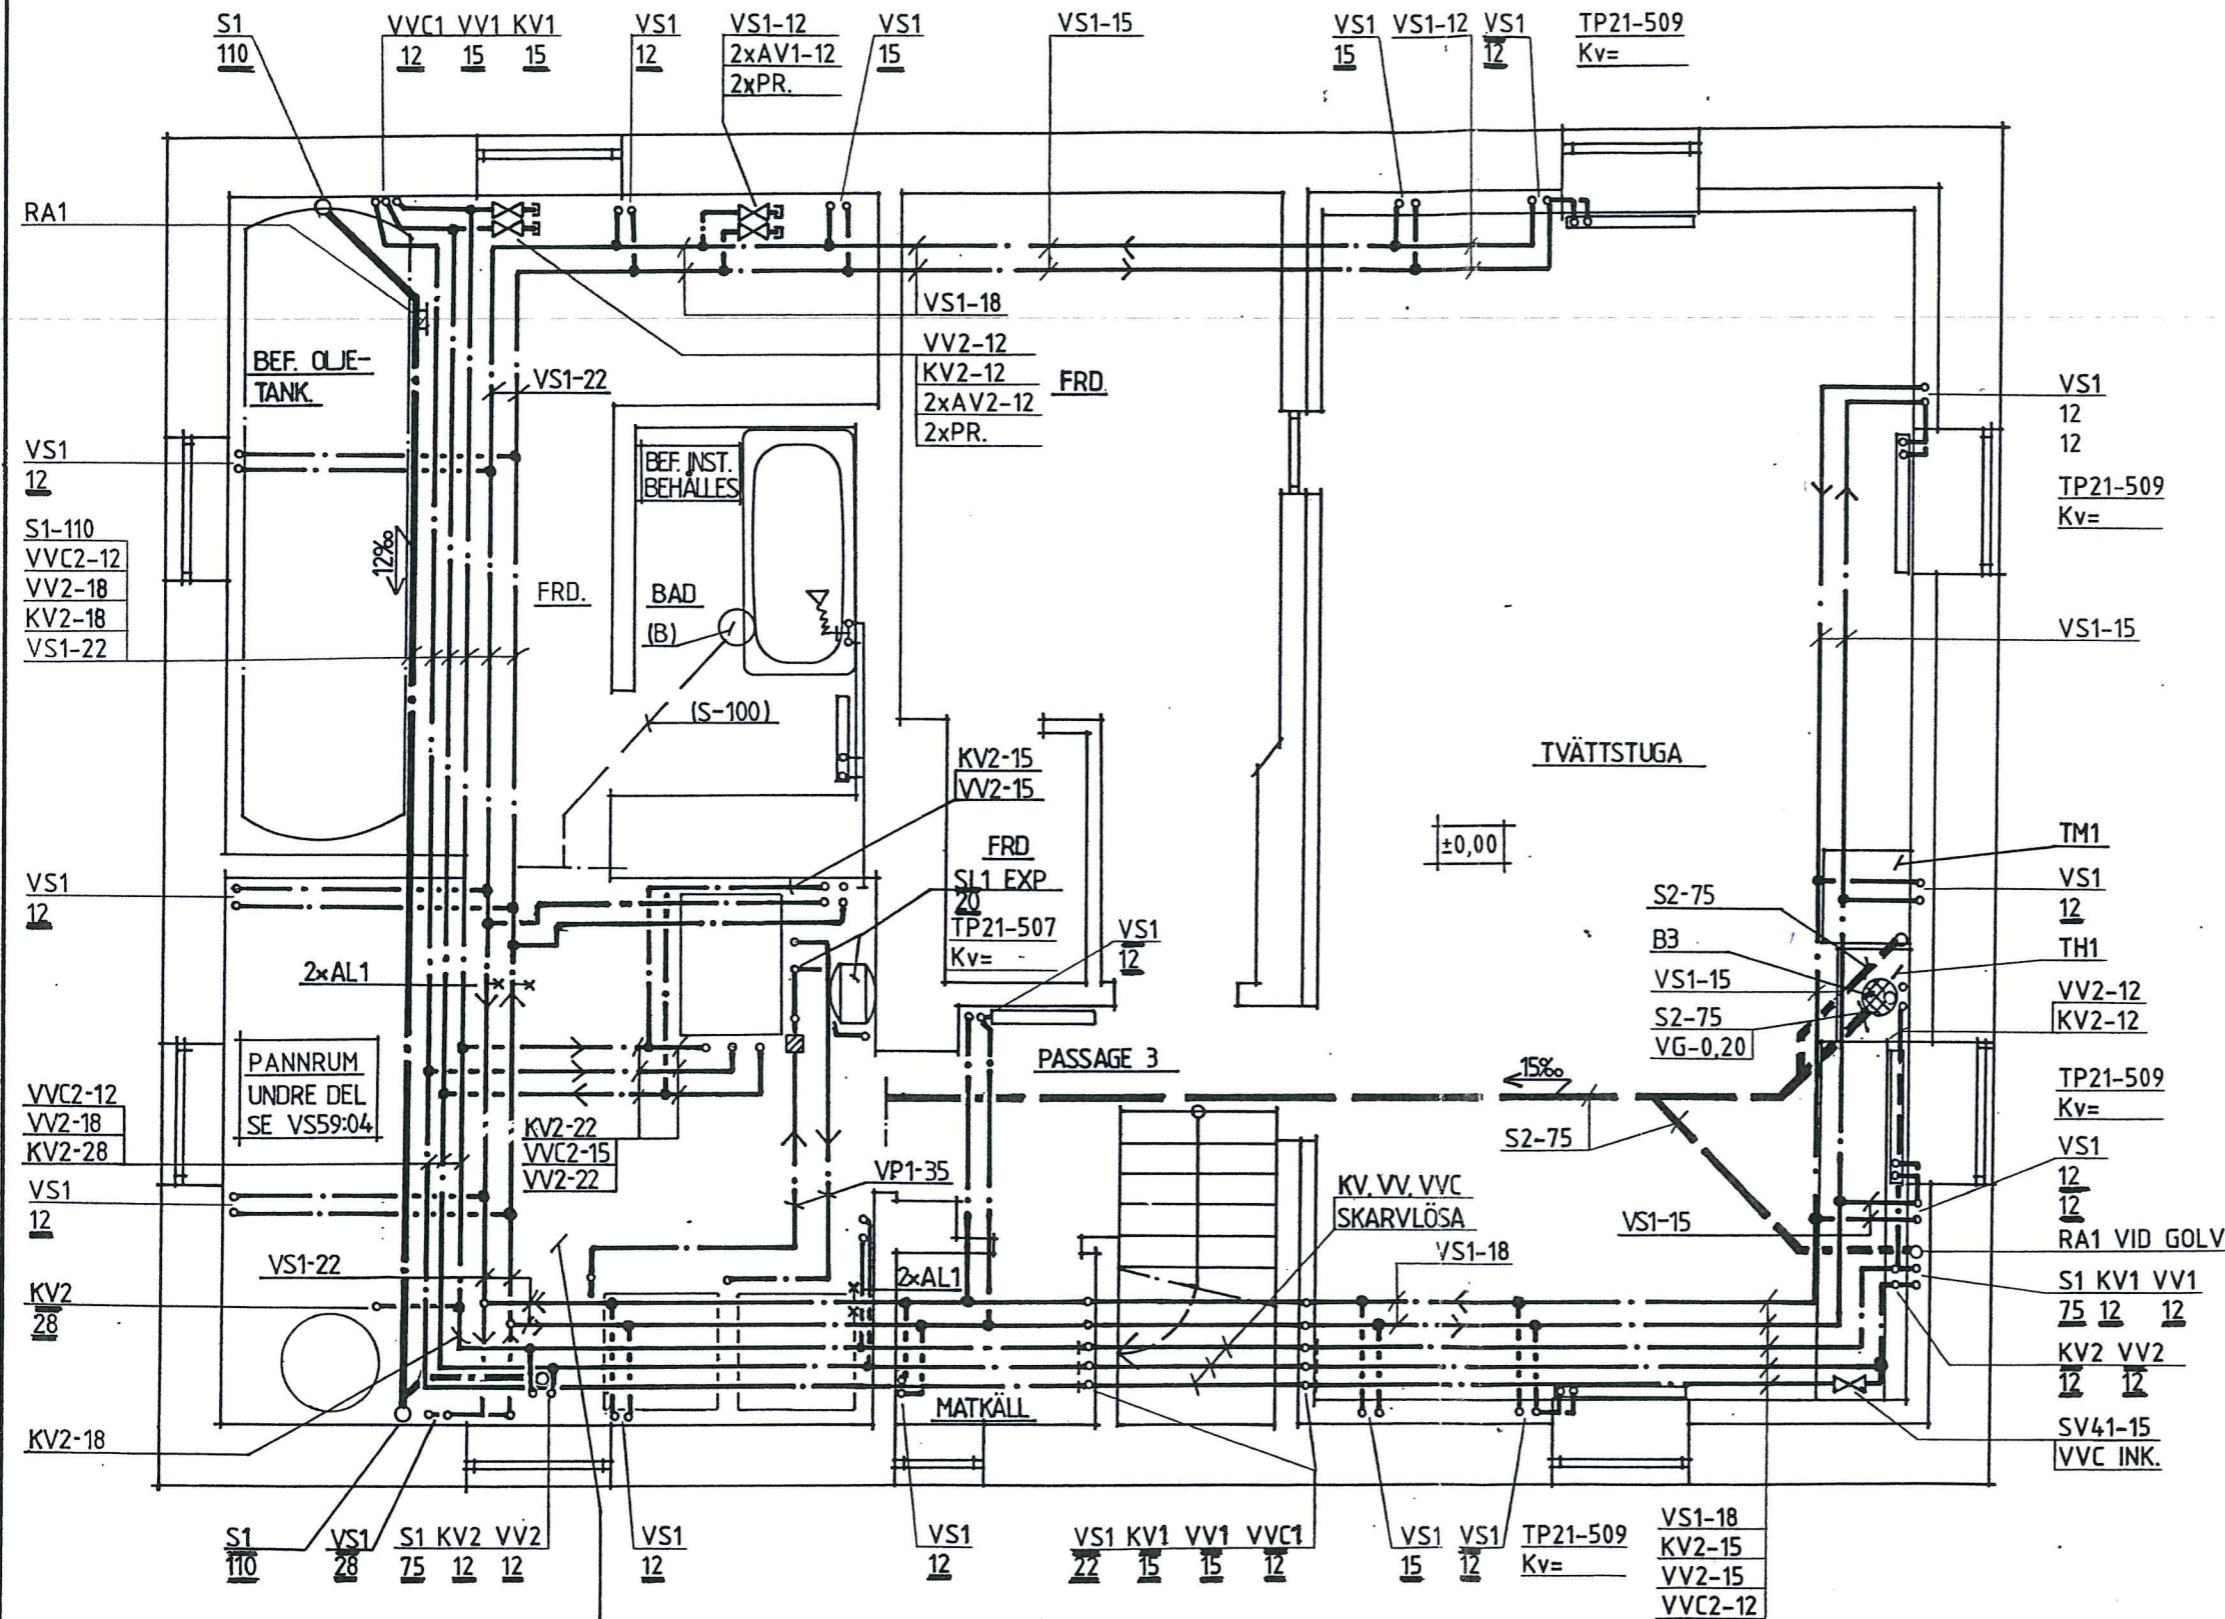 S1
110
VVC1 VV1 KV1
12 15 15
VS1
12
VS1-12
2xAV1-12
2xPR.
VS1
15
VS1-15
VS1
15
VS1-12
VS1
12
TP21-509
Kv=
RA1
VS1-18
VV2-12
KV2-12
2xAV2-12
2xPR.
FRD.
BEF. OLJE-
TANK.
VS1-22
VS1
12
BEF. INST.
BEHÅLLES
VS1
12
12
TP21-509
Kv=
S1-110
VVC2-12
VV2-18
KV2-18
VS1-22
12‰
FRD.
BAD
(B)
(S-100)
VS1-15
TVÄTTSTUGA
±0,00
KV2-15
VV2-15
FRD
SL1 EXP
20
TP21-507
Kv=
VS1
12
VS1
12
TM1
VS1
12
S2-75
B3
VS1-15
S2-75
VG-0,20
TH1
VV2-12
KV2-12
2xAL1
PANNRUM
UNDRE DEL
SE VS59:04
PASSAGE 3
15‰
TP21-509
Kv=
VVC2-12
VV2-18
KV2-28
KV2-22
VVC2-15
VV2-22
VP1-35
S2-75
VS1
12
12
VS1
12
KV, VV, VVC
SKARVLÖSA
VS1-15
VS1-18
RA1 VID GOLV
VS1-22
2xAL1
S1 KV1 VV1
75 12 12
KV2
28
KV2 VV2
12 12
MATKÄLL
KV2-18
SV41-15
VVC INK.
S1
110
VS1
28
S1 KV2 VV2
75 12 12
VS1
12
VS1
12
VS1 KV1 VV1 VVC1
22 15 15 12
VS1
15
VS1
12
TP21-509
Kv=
VS1-18
KV2-15
VV2-15
VVC2-12